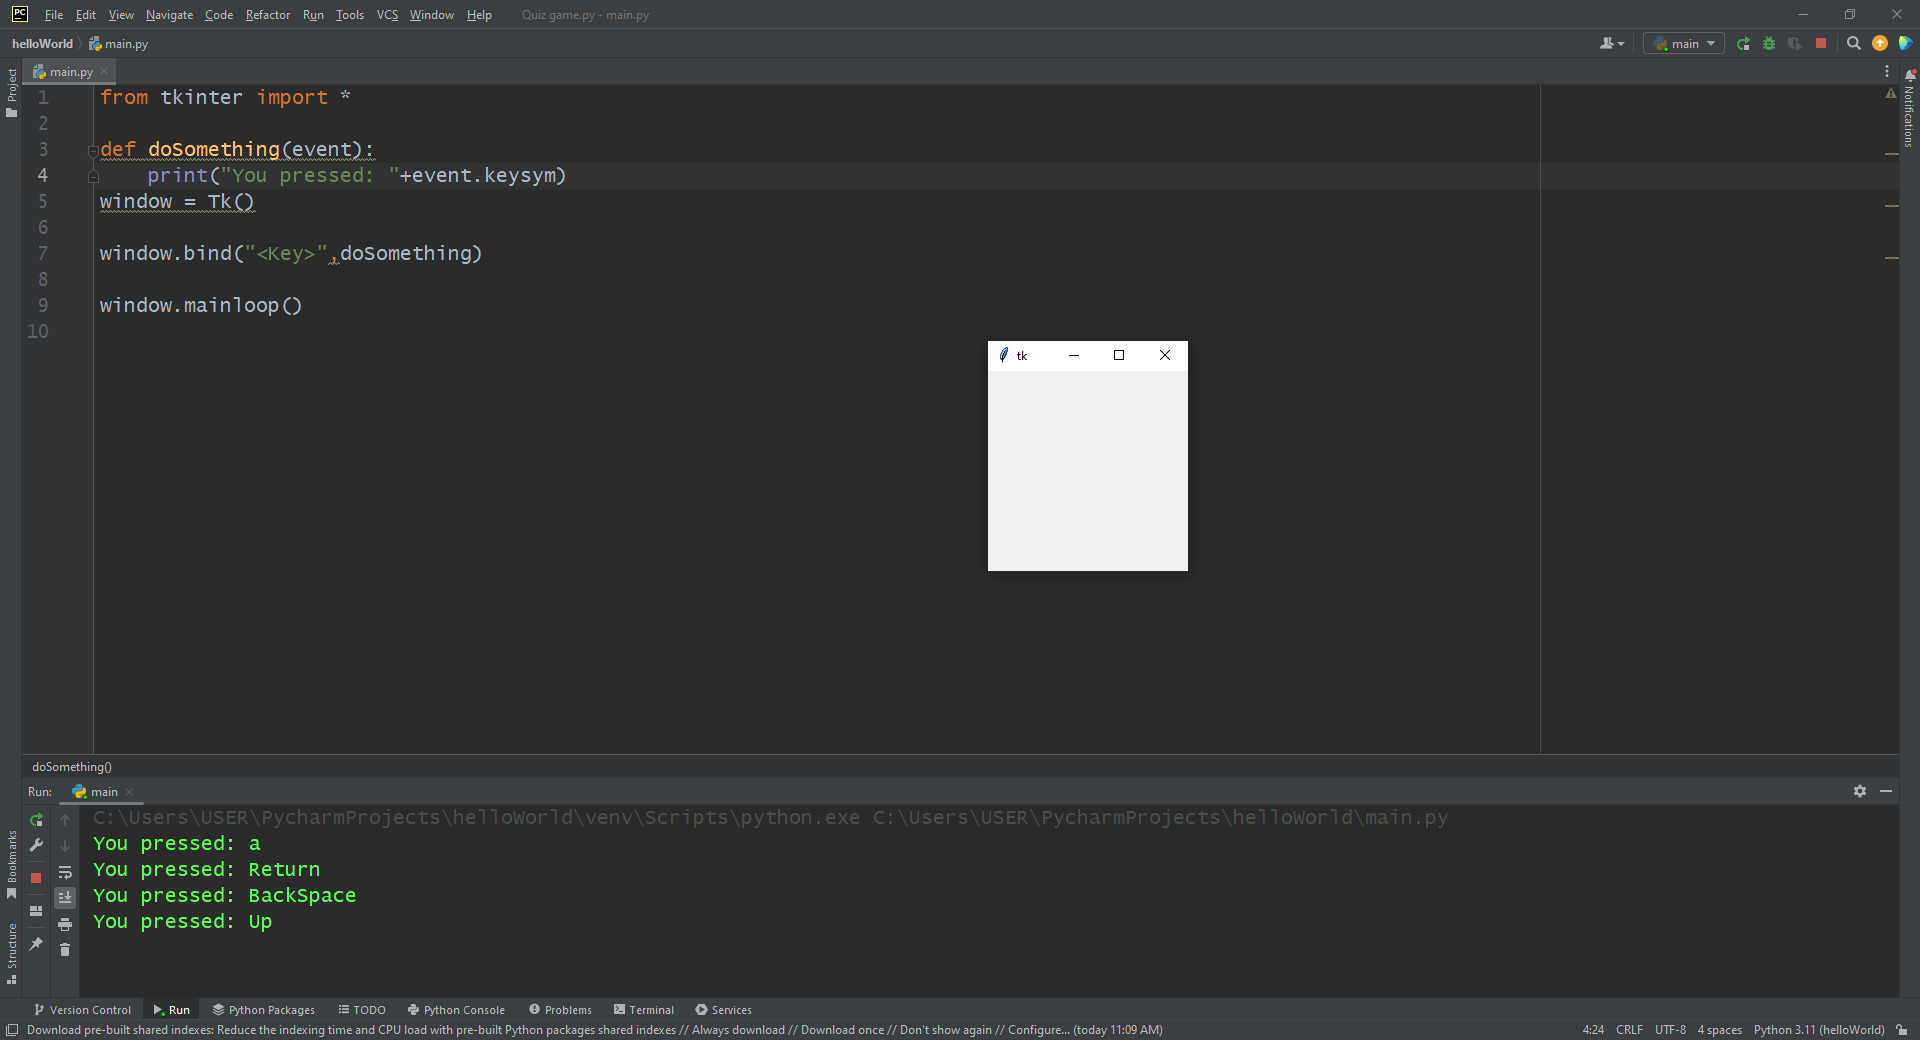 PC File Edit View Navigate Code Refactor Run Tools VCS Window Help Quiz game.py - main.py
helloWorld main.py main
Project
main.py
Notifications
1 from tkinter import *
2
3 def doSomething(event):
4 print("You pressed: "+event.keysym)
5 window = Tk()
6
7 window.bind("<Key>",doSomething)
8
9 window.mainloop()
10
tk
doSomething()
Run: main
C:\Users\USER\PycharmProjects\helloWorld\venv\Scripts\python.exe C:\Users\USER\PycharmProjects\helloWorld\main.py
You pressed: a
You pressed: Return
You pressed: BackSpace
You pressed: Up
Bookmarks
Structure
Version Control Run Python Packages TODO Python Console Problems Terminal Services
Download pre-built shared indexes: Reduce the indexing time and CPU load with pre-built Python packages shared indexes // Always download // Download once // Don't show again // Configure... (today 11:09 AM) 4:24 CRLF UTF-8 4 spaces Python 3.11 (helloWorld)